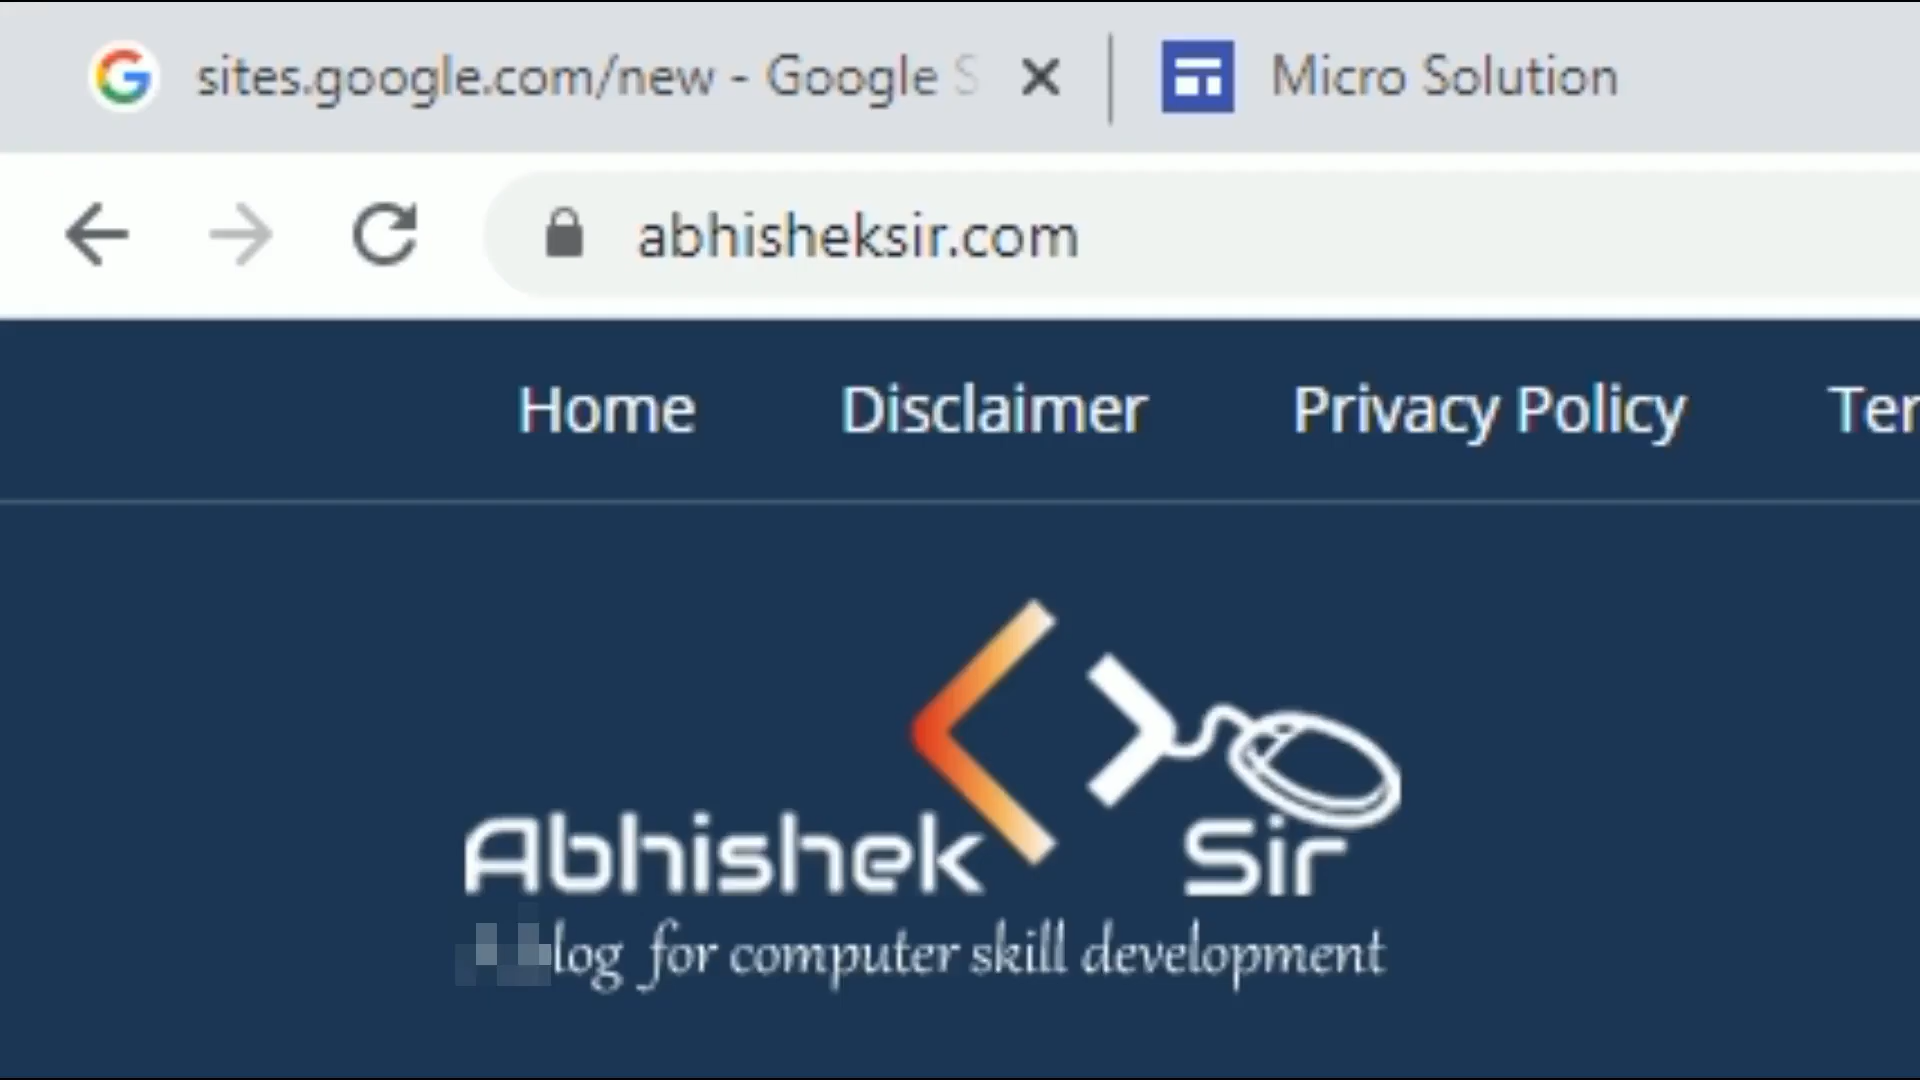 sites.google.com/new - Google S
Micro Solution
abhisheksir.com
Home Disclaimer Privacy Policy Ter
Abhishek Sir
for computer skill development